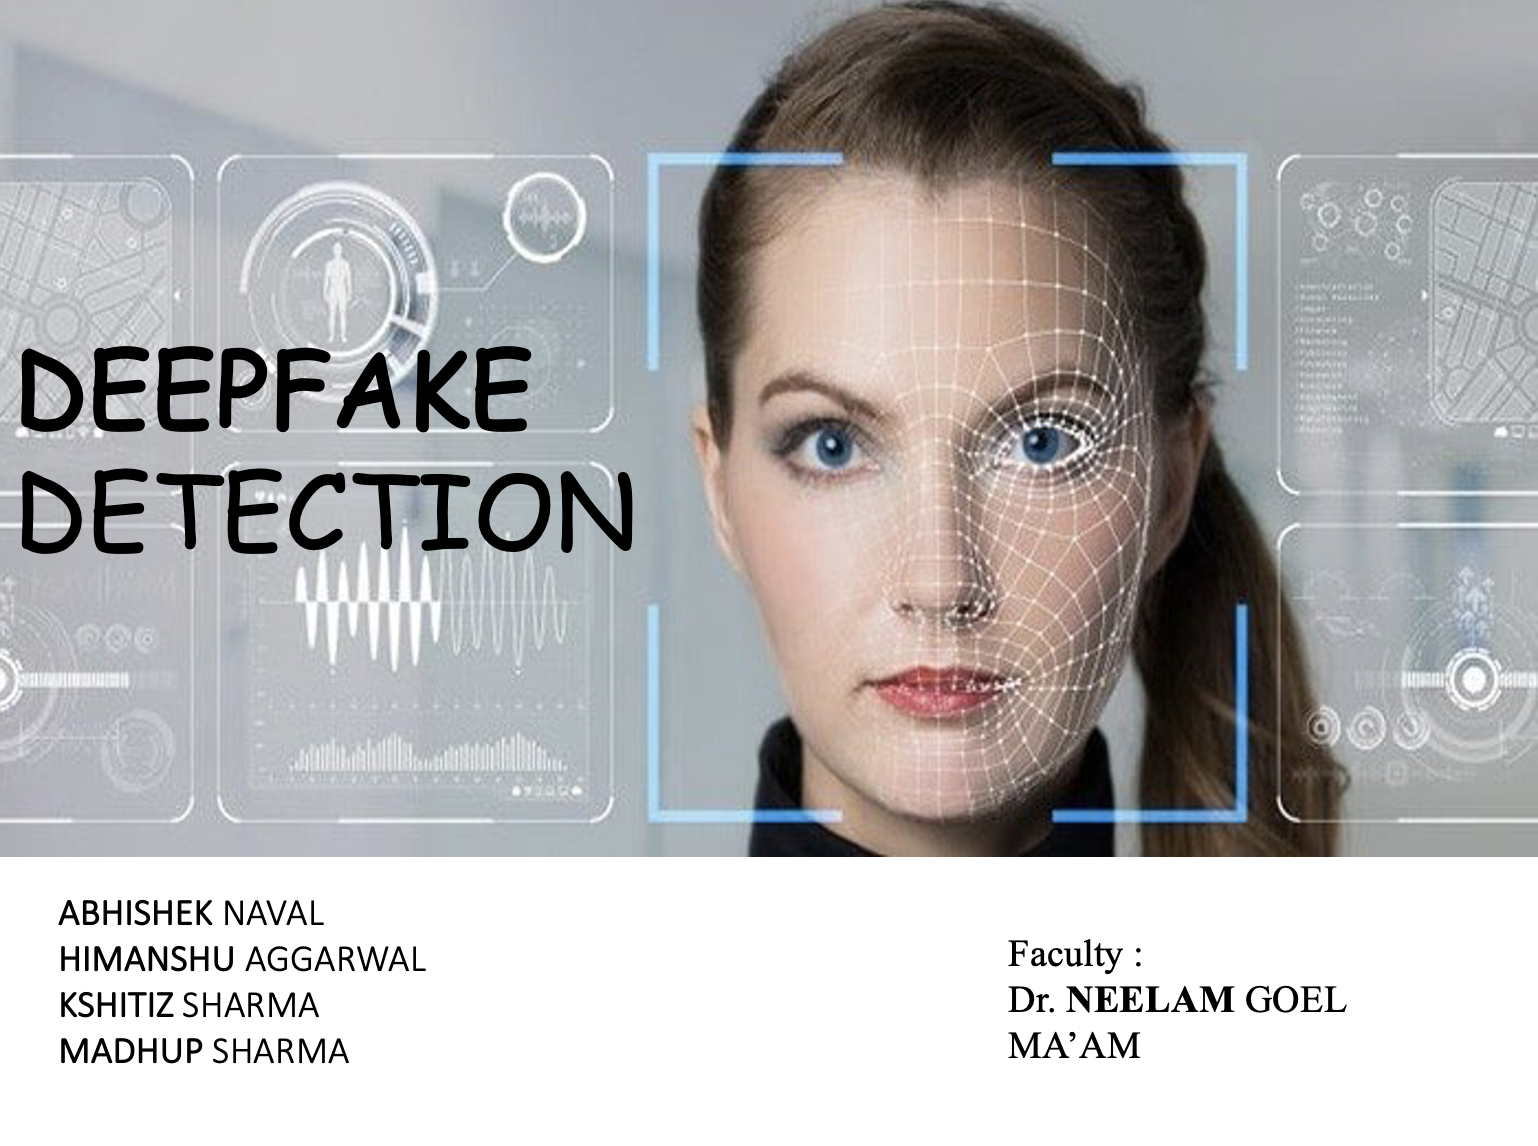 DEEPFAKE
DETECTION
ABHISHEK NAVAL
HIMANSHU AGGARWAL
KSHITIZ SHARMA
MADHUP SHARMA
Faculty :
Dr. NEELAM GOEL
MA’AM